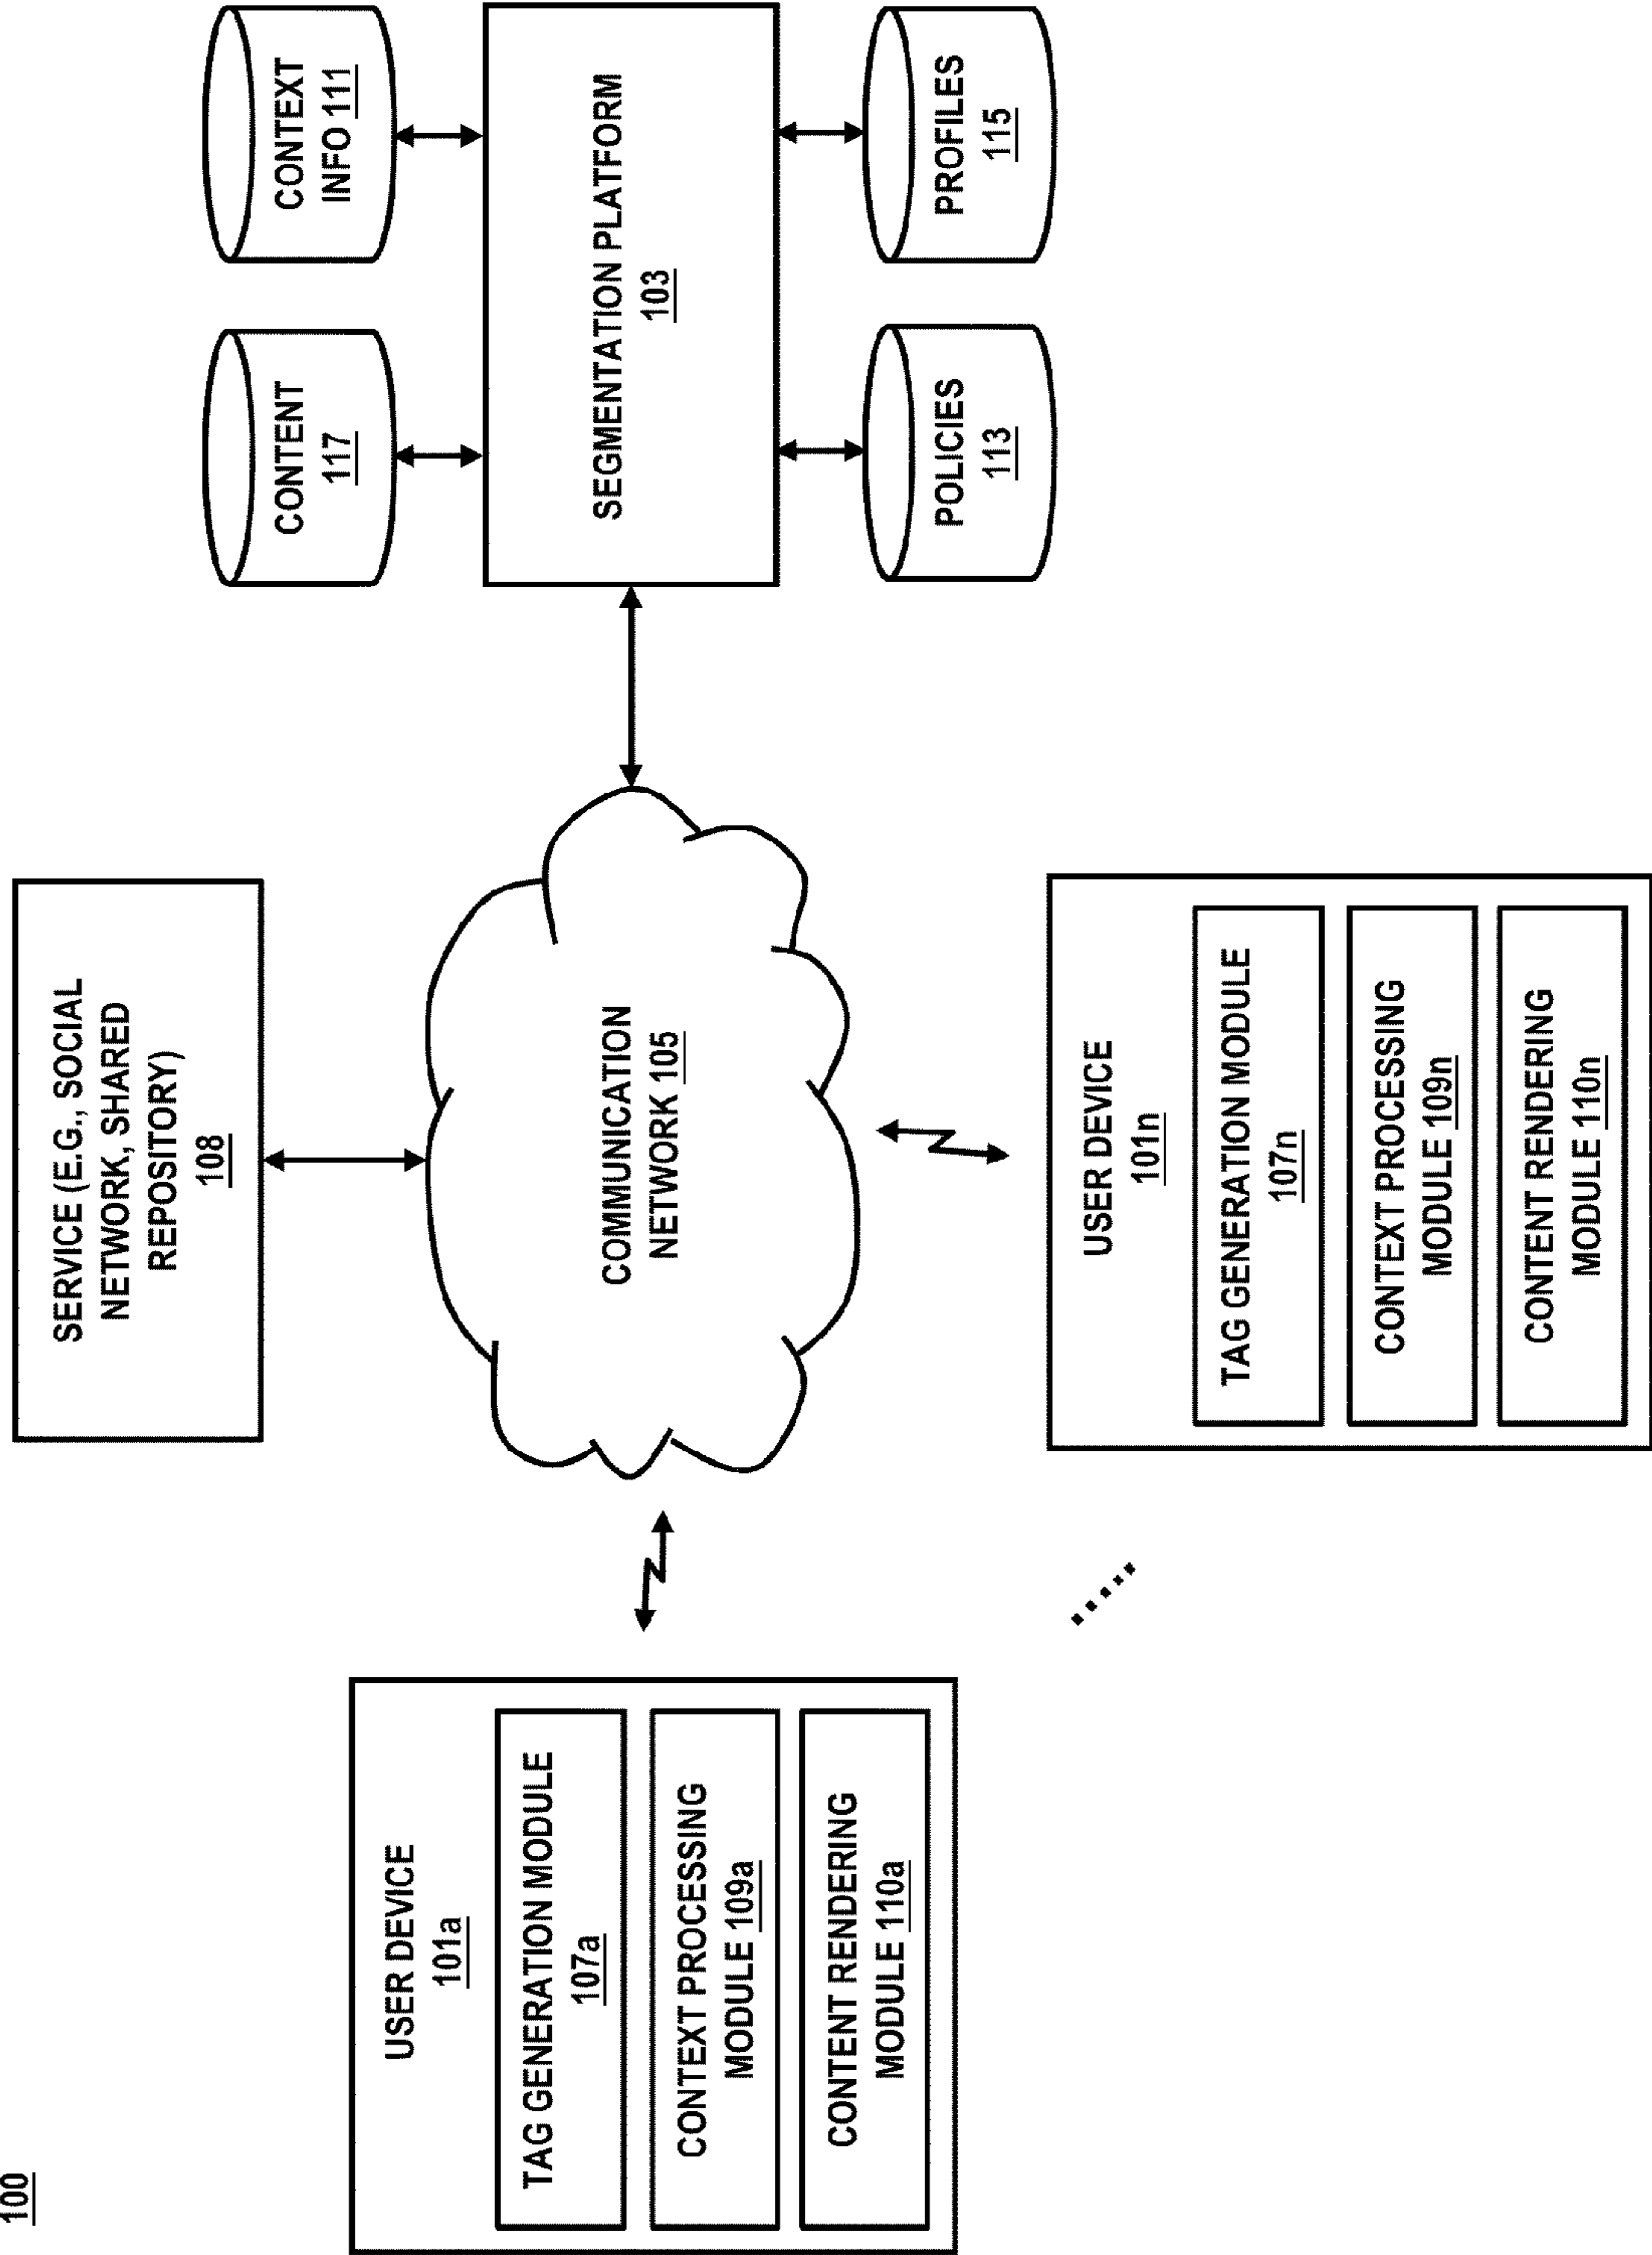 100
SERVICE (E.G., SOCIAL
NETWORK, SHARED
REPOSITORY)
108
USER DEVICE
101a
TAG GENERATION MODULE
107a
CONTEXT PROCESSING
MODULE 109a
CONTENT RENDERING
MODULE 110a
COMMUNICATION
NETWORK 105
CONTENT
117
CONTEXT
INFO 111
SEGMENTATION PLATFORM
103
POLICIES
113
PROFILES
115
USER DEVICE
101n
TAG GENERATION MODULE
107n
CONTEXT PROCESSING
MODULE 109n
CONTENT RENDERING
MODULE 110n